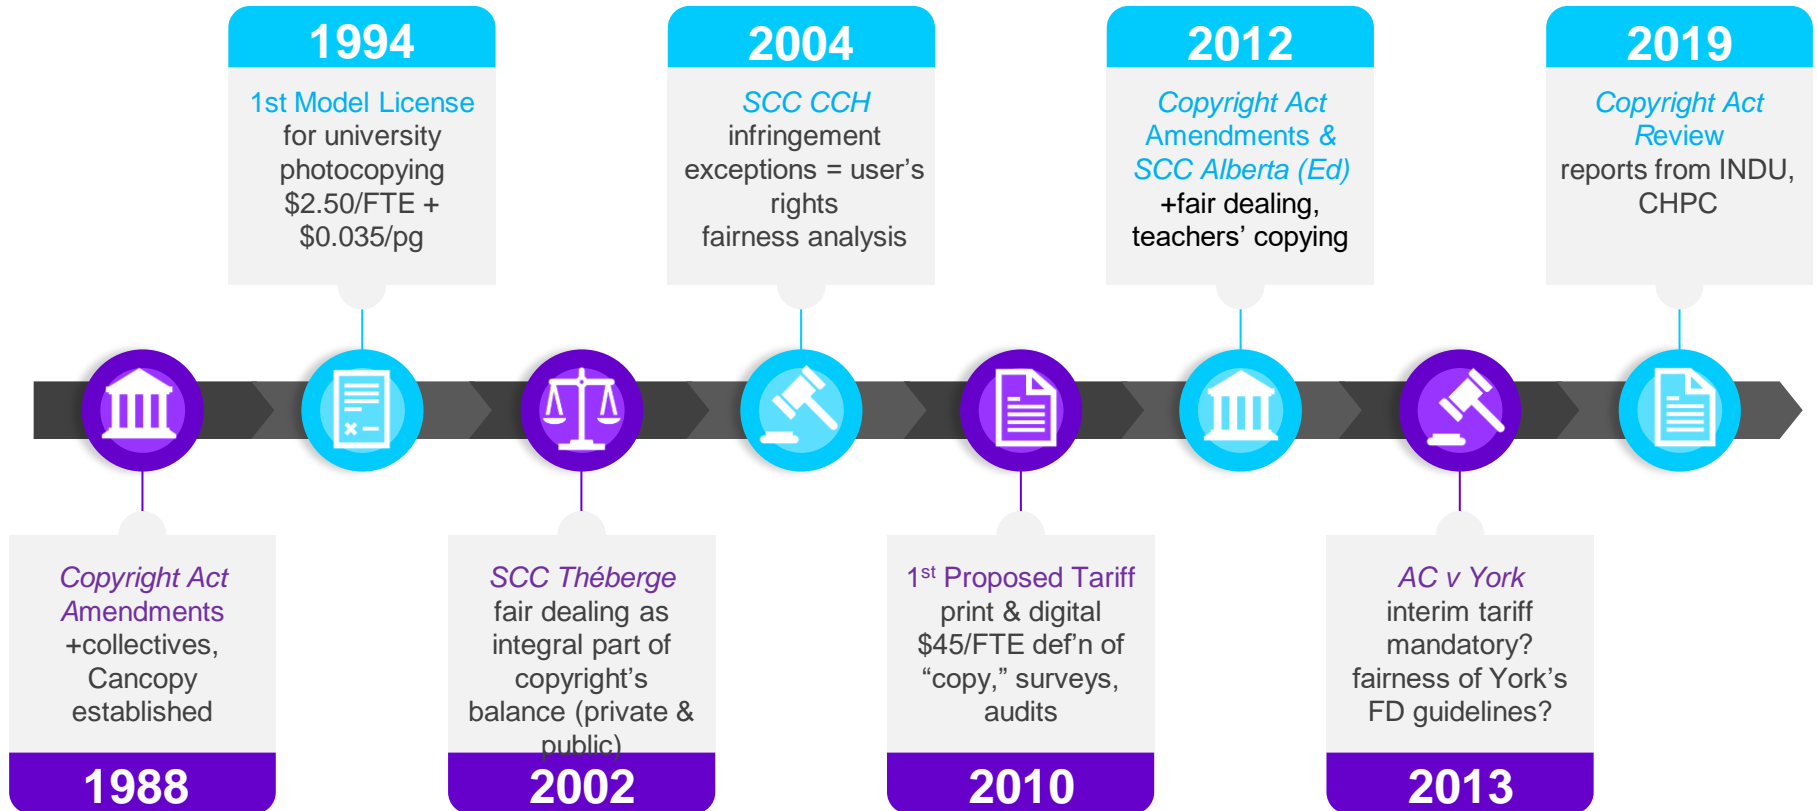 1994
1st Model License
for university
photocopying
$2.50/FTE +
$0.035/pg
2004
SCC CCH
infringement
exceptions = user's
rights
fairness analysis
2012
Copyright Act
Amendments &
SCC Alberta (Ed)
+fair dealing,
teachers’ copying
2019
Copyright Act
Review
reports from INDU,
CHPC
Copyright Act
Amendments
+collectives,
Cancopy
established
1988
SCC Théberge
fair dealing as
integral part of
copyright’s
balance (private &
public)
2002
1st Proposed Tariff
print & digital
$45/FTE def’n of
“copy,” surveys,
audits
2010
AC v York
interim tariff
mandatory?
fairness of York’s
FD guidelines?
2013